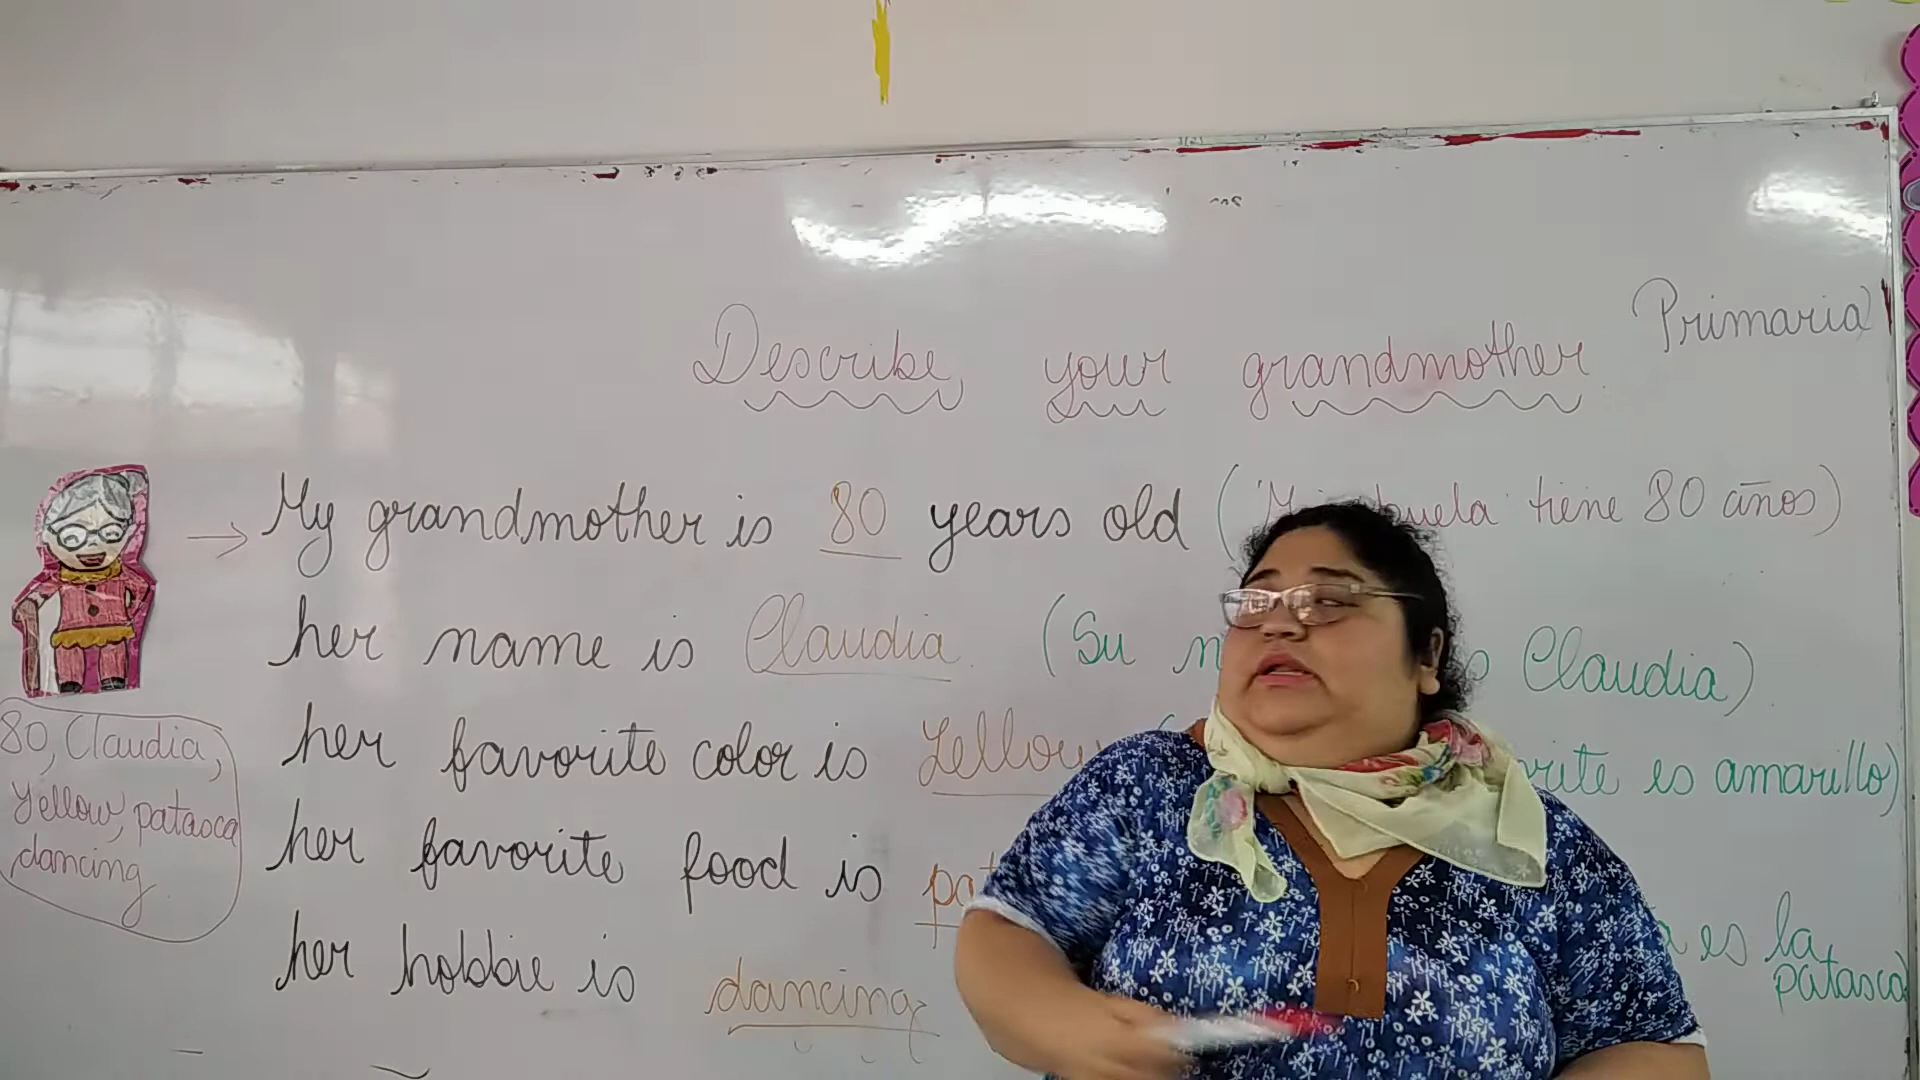 Primaria
Describe, your grandmother
My grandmother is 80 years old ( abuela tiene 80 años)
her name is Claudia. (Su Claudia)
her favorite color is Yellow es amarillo)
her favorite food is
her hobbie is dancing
es la
patasca)
80, Claudia,
yellow, patasca
dancing